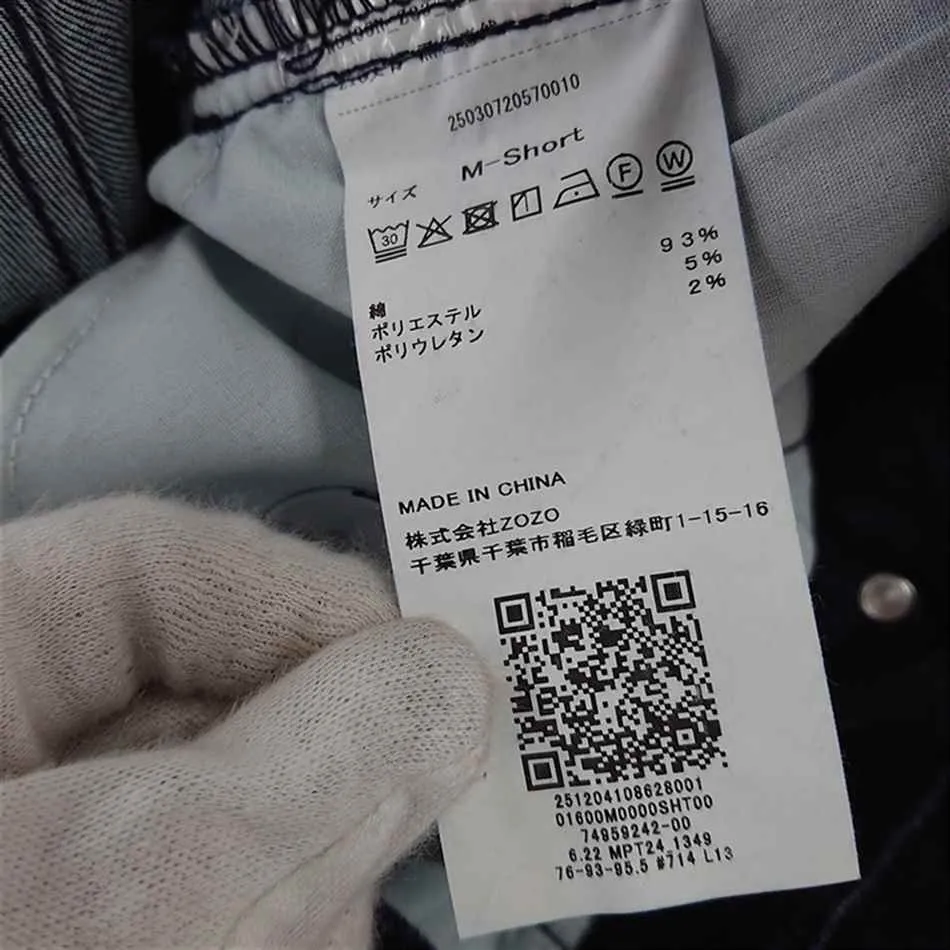 25030720570010
サイズ M-Short
30 F W
綿 93%
ポリエステル 5%
ポリウレタン 2%
MADE IN CHINA
株式会社ZOZO
千葉県千葉市稲毛区緑町1-15-16
251204108628001
01600M0000SHT00
74959242-00
6.22 MPT24_1349
76-93-95.5 #714 L13